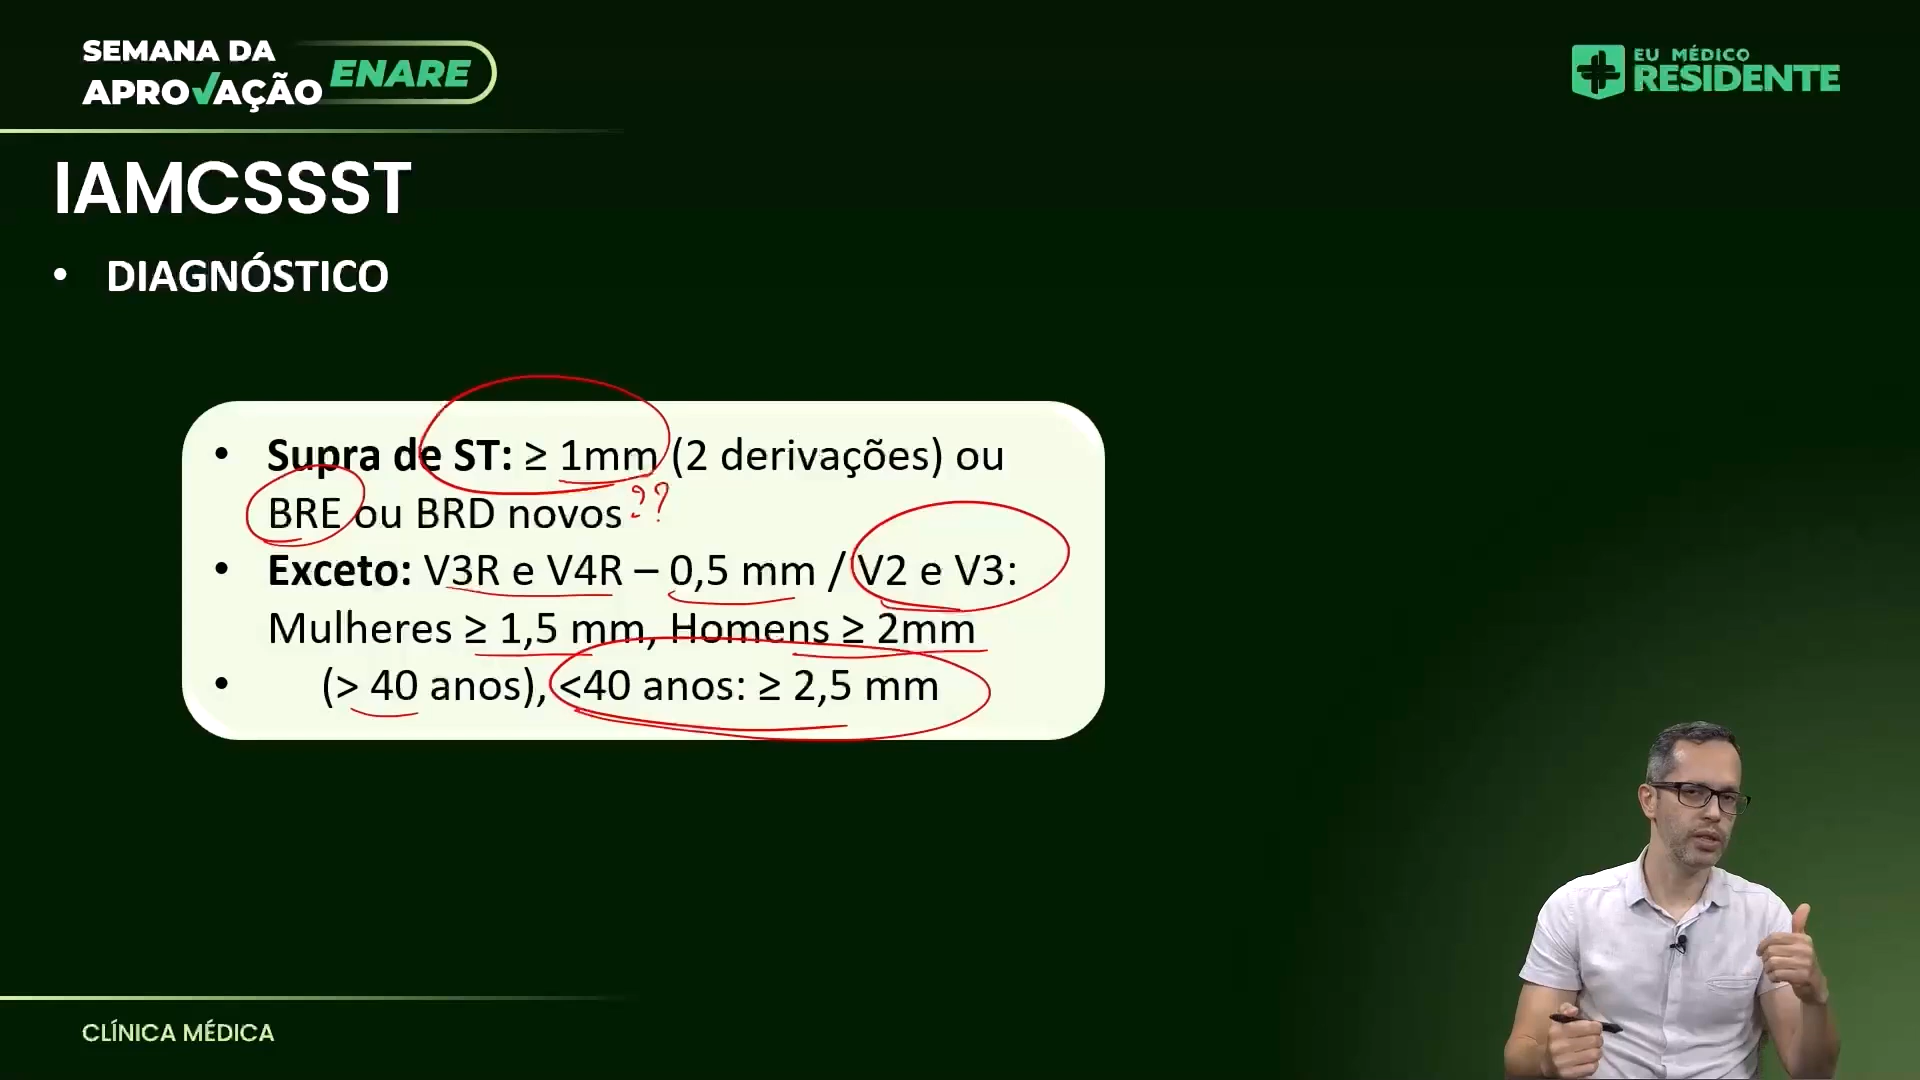 SEMANA DA
APROVAÇÃO ENARE
EU MÉDICO
RESIDENTE
IAMCSSST
• DIAGNÓSTICO
• Supra de ST: ≥ 1mm (2 derivações) ou
BRE ou BRD novos ??
• Exceto: V3R e V4R – 0,5 mm / V2 e V3:
Mulheres ≥ 1,5 mm, Homens ≥ 2mm
• (> 40 anos), <40 anos: ≥ 2,5 mm
CLÍNICA MÉDICA